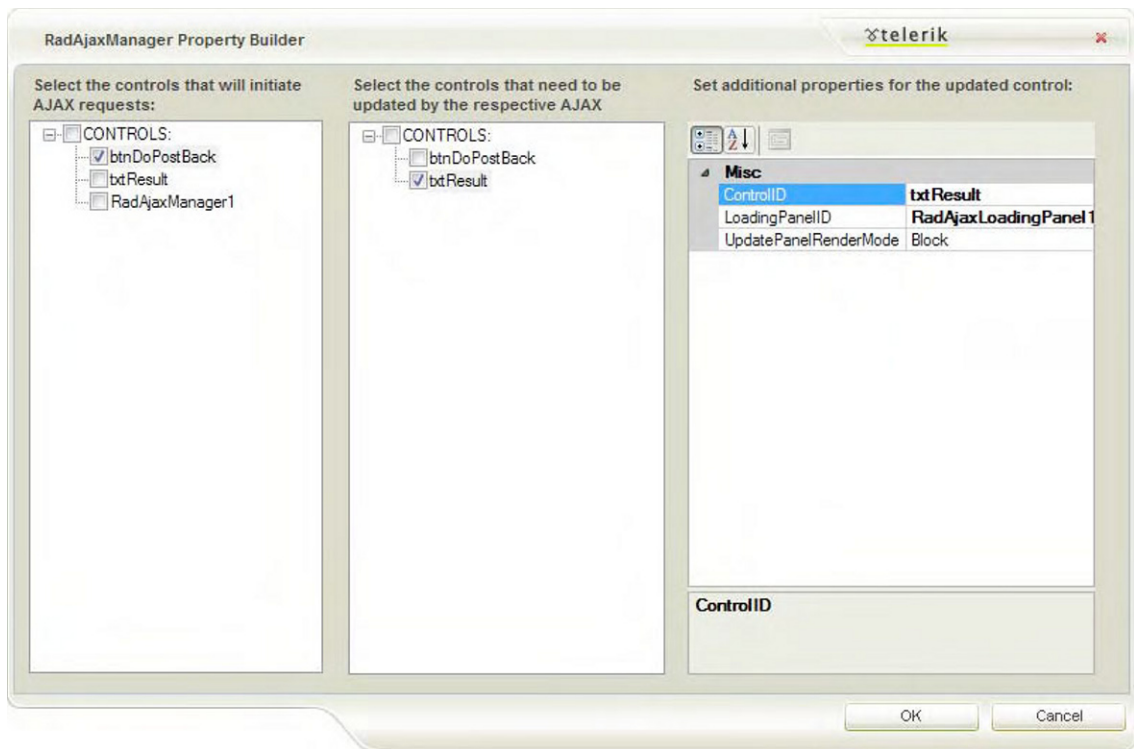 RadAjaxManager Property Builder
telerik
Select the controls that will initiate
AJAX requests:
CONTROLS:
btnDoPostBack
txtResult
RadAjaxManager1
Select the controls that need to be
updated by the respective AJAX
CONTROLS:
btnDoPostBack
txtResult
Set additional properties for the updated control:
Misc
ControlID txtResult
LoadingPanelID RadAjaxLoadingPanel1
UpdatePanelRenderMode Block
ControlID
OK Cancel